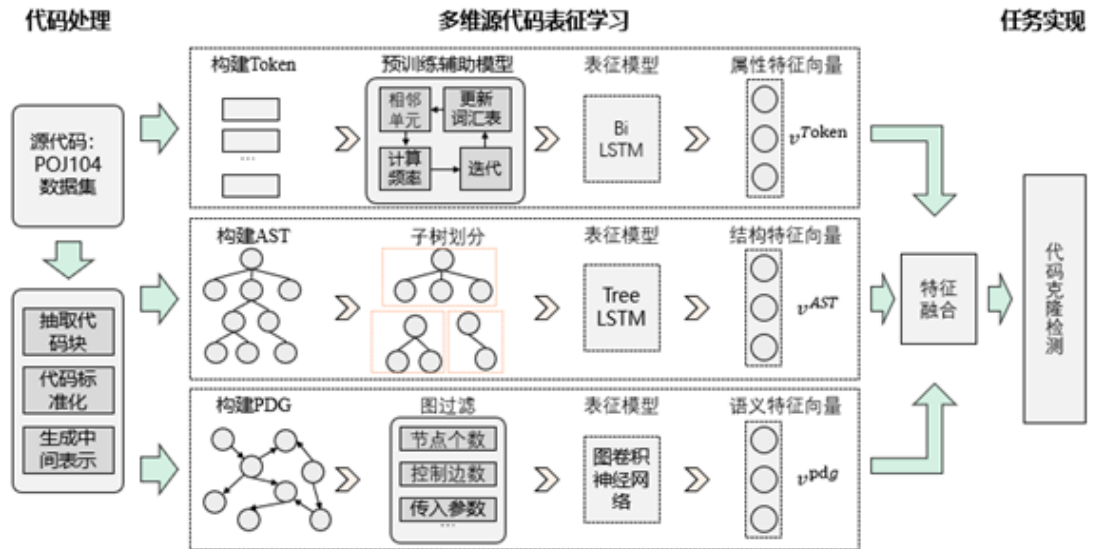 代码处理
多维源代码表征学习
任务实现
源代码：
POJ104
数据集
抽取代
码块
代码标
准化
生成中
间表示
构建Token
...
预训练辅助模型
相邻
单元
更新
词汇表
计算
频率
迭代
表征模型
Bi
LSTM
属性特征向量
v^Token
构建AST
子树划分
表征模型
Tree
LSTM
结构特征向量
v^AST
构建PDG
图过滤
节点个数
控制边数
传入参数
...
表征模型
图卷积
神经网
络
语义特征向量
v^pdg
特征
融合
代码克隆检测